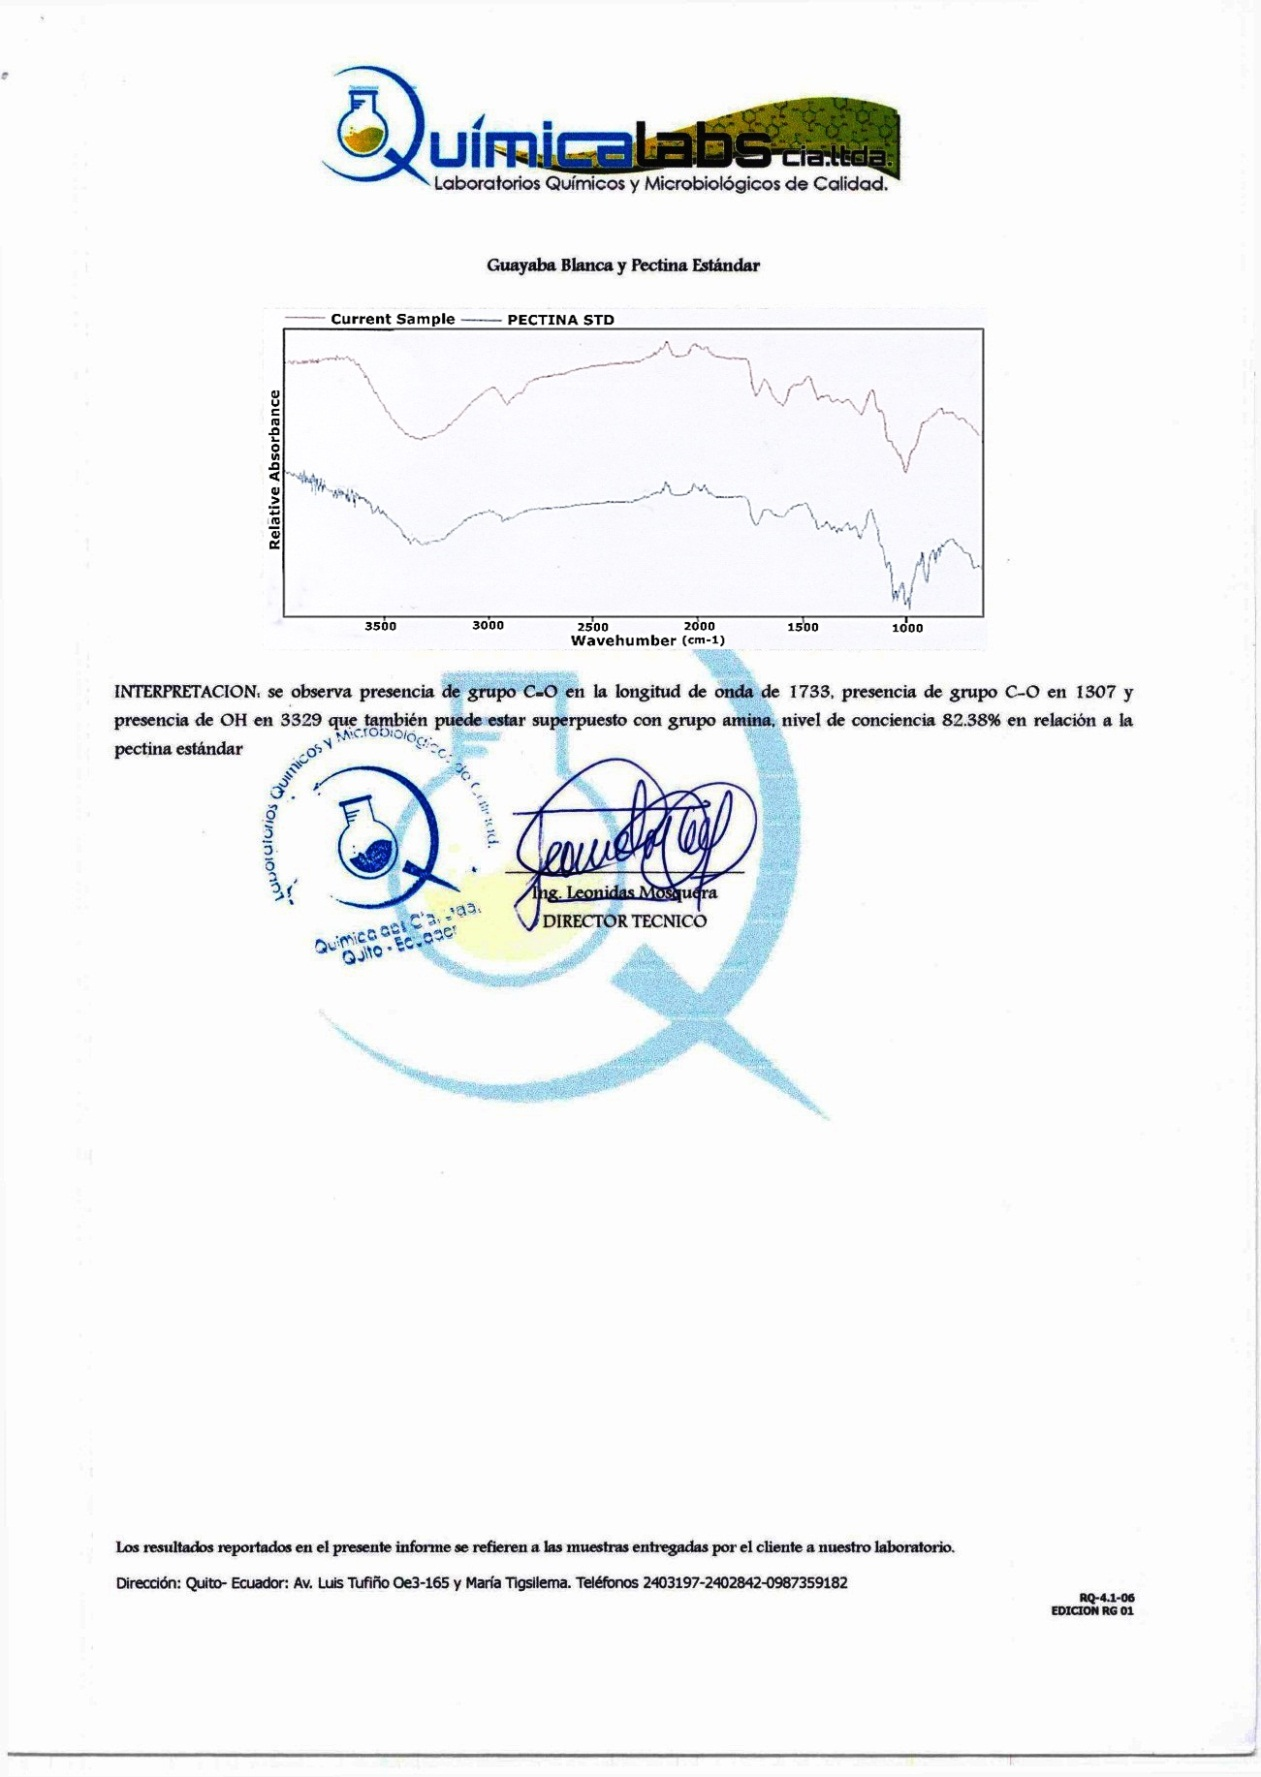 Químicalabs cia.ltda.
Laboratorios Químicos y Microbiológicos de Calidad.
Guayaba Blanca y Pectina Estándar
Current Sample PECTINA STD
Relative Absorbance
3500 3000 2500 2000 1500 1000
Wavehumber (cm-1)
INTERPRETACION: se observa presencia de grupo C=O en la longitud de onda de 1733, presencia de grupo C-O en 1307 y
presencia de OH en 3329 que también puede estar superpuesto con grupo amina, nivel de conciencia 82.38% en relación a la
pectina estándar
Laboratorios Químicos y Microbiológicos de Calidad.
Quito - Ecuador
Ing. Leonidas Mosquera
DIRECTOR TECNICO
Los resultados reportados en el presente informe se refieren a las muestras entregadas por el cliente a nuestro laboratorio.
Dirección: Quito- Ecuador: Av. Luis Tufiño Oe3-165 y María Tigsilema. Teléfonos 2403197-2402842-0987359182
RQ-4.1-06
EDICION RG 01